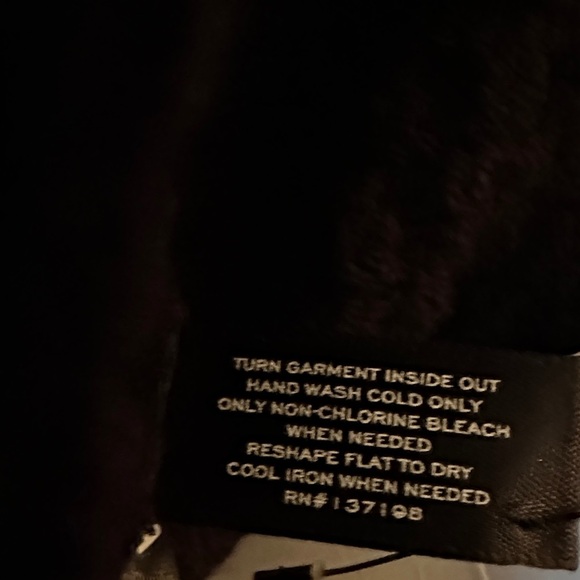 TURN GARMENT INSIDE OUT
HAND WASH COLD ONLY
ONLY NON-CHLORINE BLEACH
WHEN NEEDED
RESHAPE FLAT TO DRY
COOL IRON WHEN NEEDED
RN#137198